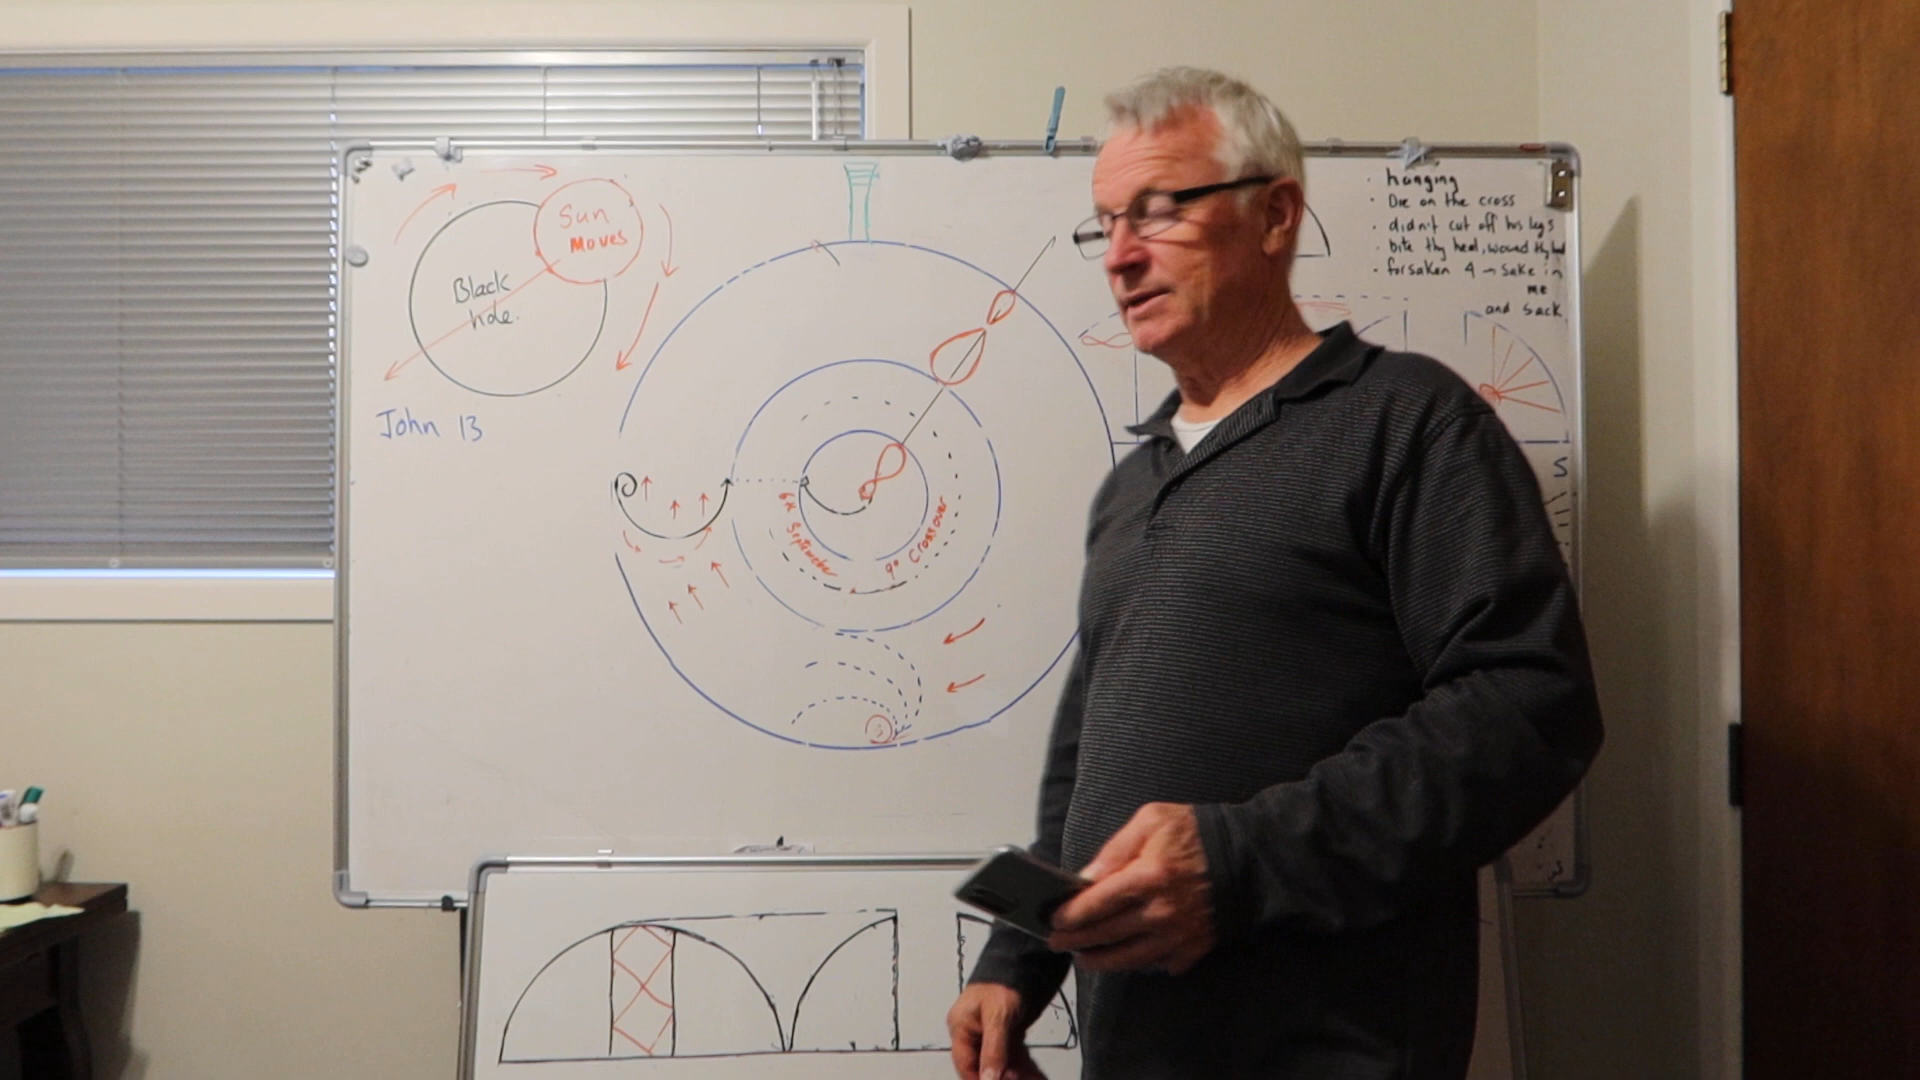 Sun
Moves
Black
hole.
John 13
6th September
9° Crossover
· hanging
· Die on the cross
· didn't cut off his legs
· bite thy heel, wound thy head
· forsaken 4 → sake in
me
and sack
S